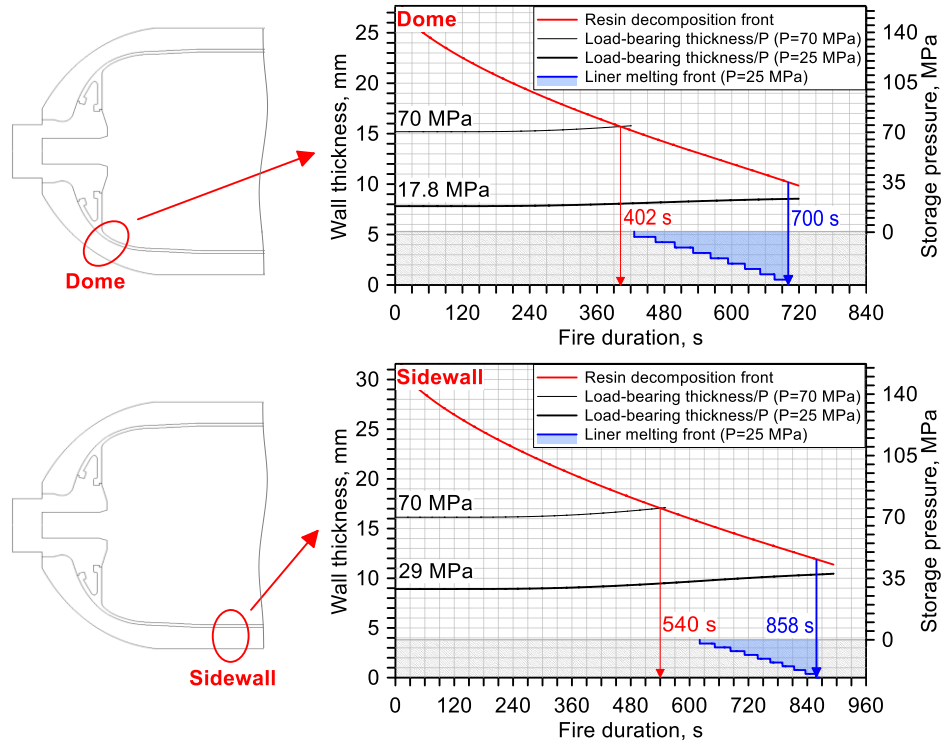 Dome
Dome
Resin decomposition front
Load-bearing thickness/P (P=70 MPa)
Load-bearing thickness/P (P=25 MPa)
Liner melting front (P=25 MPa)
Wall thickness, mm
25
20
15
10
5
0
70 MPa
17.8 MPa
402 s
700 s
140
105
70
35
0
Storage pressure, MPa
0 120 240 360 480 600 720 840
Fire duration, s
Sidewall
Sidewall
Resin decomposition front
Load-bearing thickness/P (P=70 MPa)
Load-bearing thickness/P (P=25 MPa)
Liner melting front (P=25 MPa)
Wall thickness, mm
30
25
20
15
10
5
0
70 MPa
29 MPa
540 s
858 s
140
105
70
35
0
Storage pressure, MPa
0 120 240 360 480 600 720 840 960
Fire duration, s